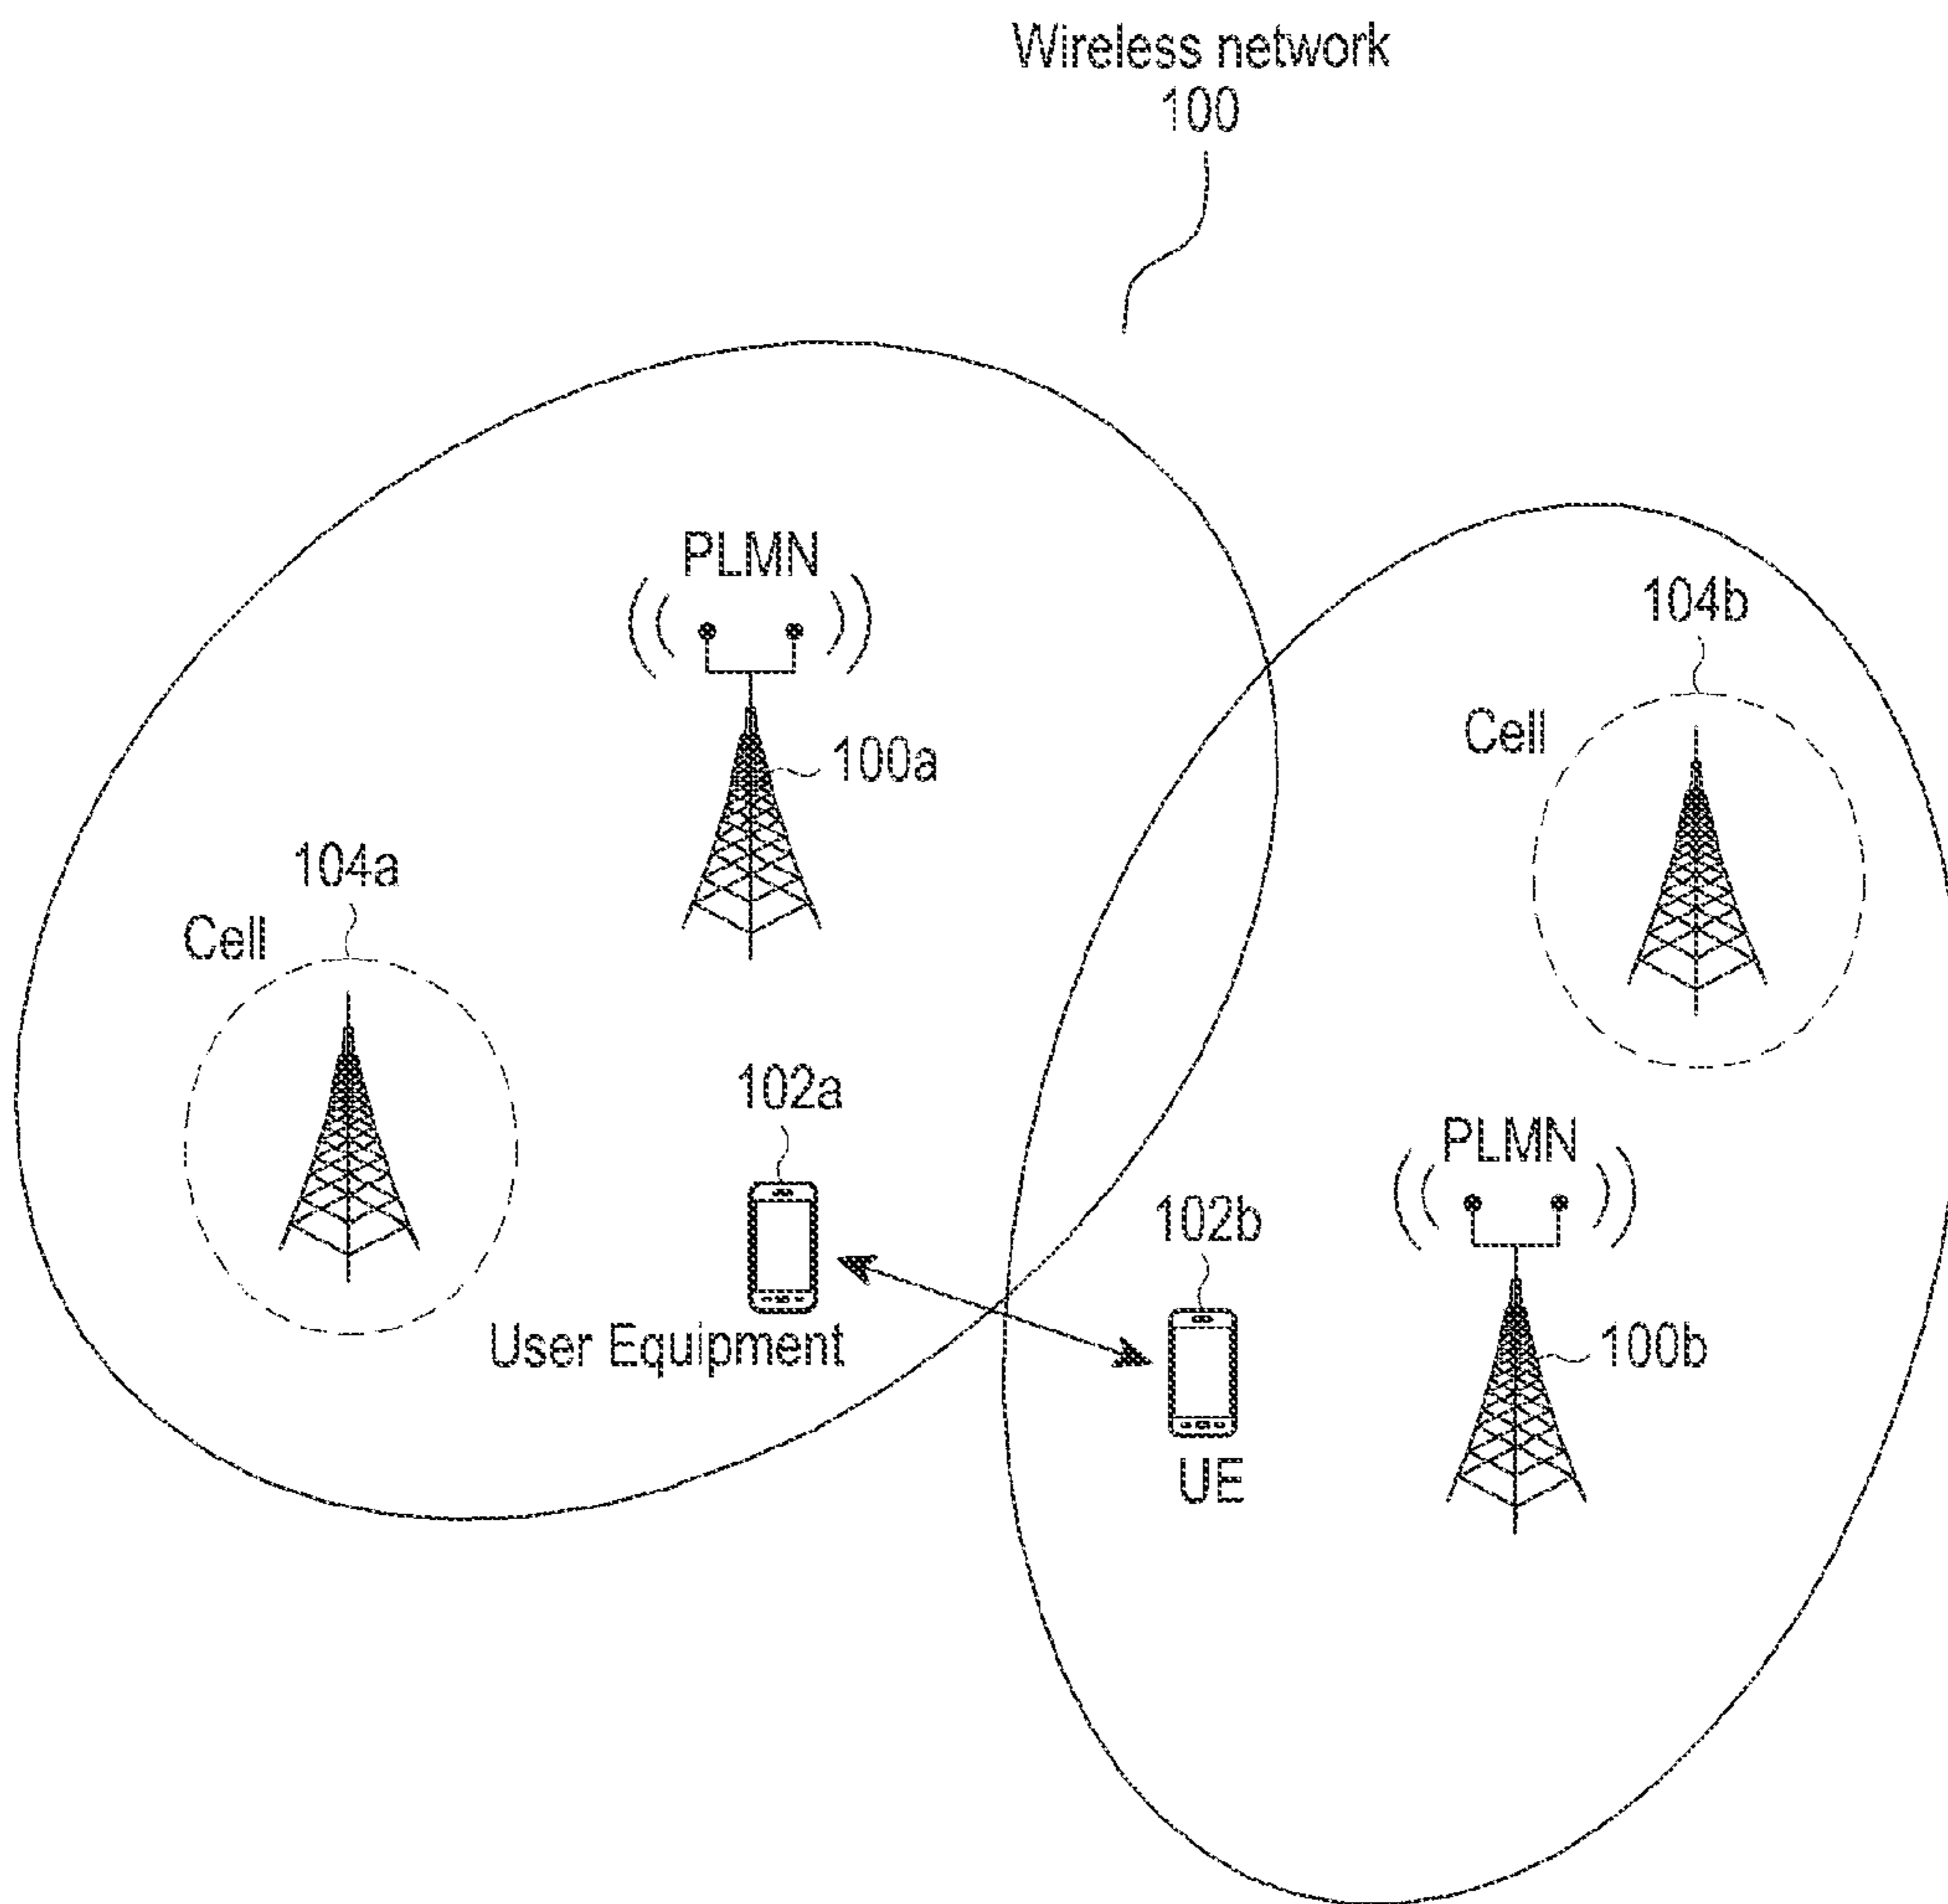 Wireless network
100
PLMN
100a
104b
Cell
104a
Cell
102a
User Equipment
PLMN
102b
100b
UE